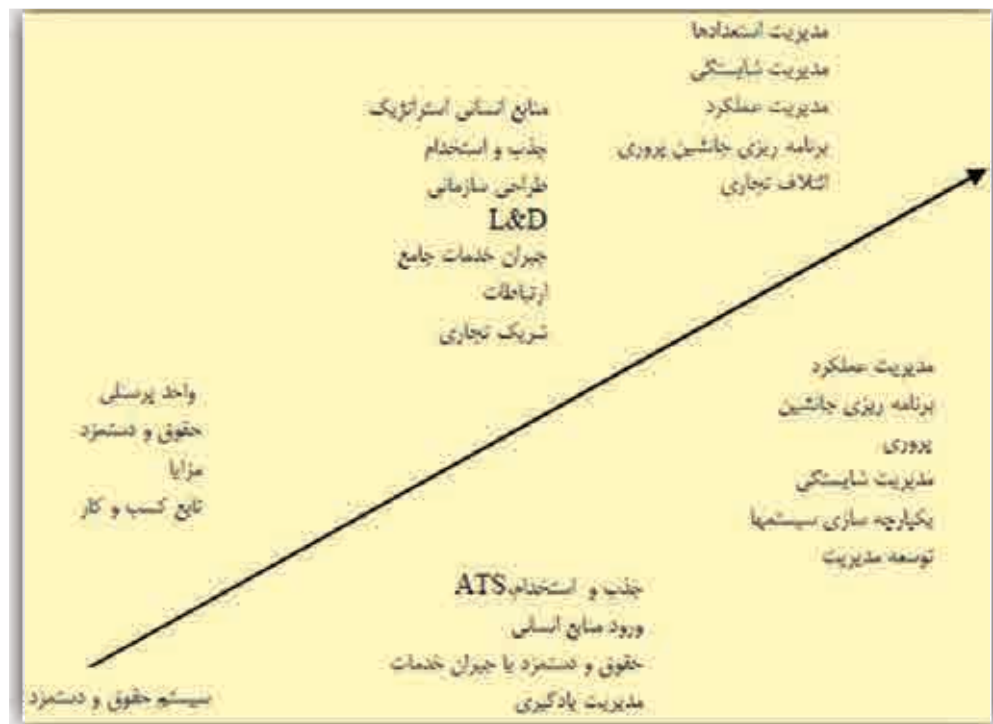 مدیریت استعدادها
مدیریت شایستگی
مدیریت عملکرد
برنامه ریزی جانشین پروری
ائتلاف تجاری
منابع انسانی استراتژیک
جذب و استخدام
طراحی سازمانی
L&D
جبران خدمات جامع
ارتباطات
شریک تجاری
واحد پرسنلی
حقوق و دستمزد
مزایا
تابع کسب و کار
مدیریت عملکرد
برنامه ریزی جانشین
پروری
مدیریت شایستگی
یکپارچه سازی سیستمها
توسعه مدیریت
جذب و استخدام،ATS
ورود منابع انسانی
حقوق و دستمزد یا جبران خدمات
مدیریت یادگیری
سیستم حقوق و دستمزد